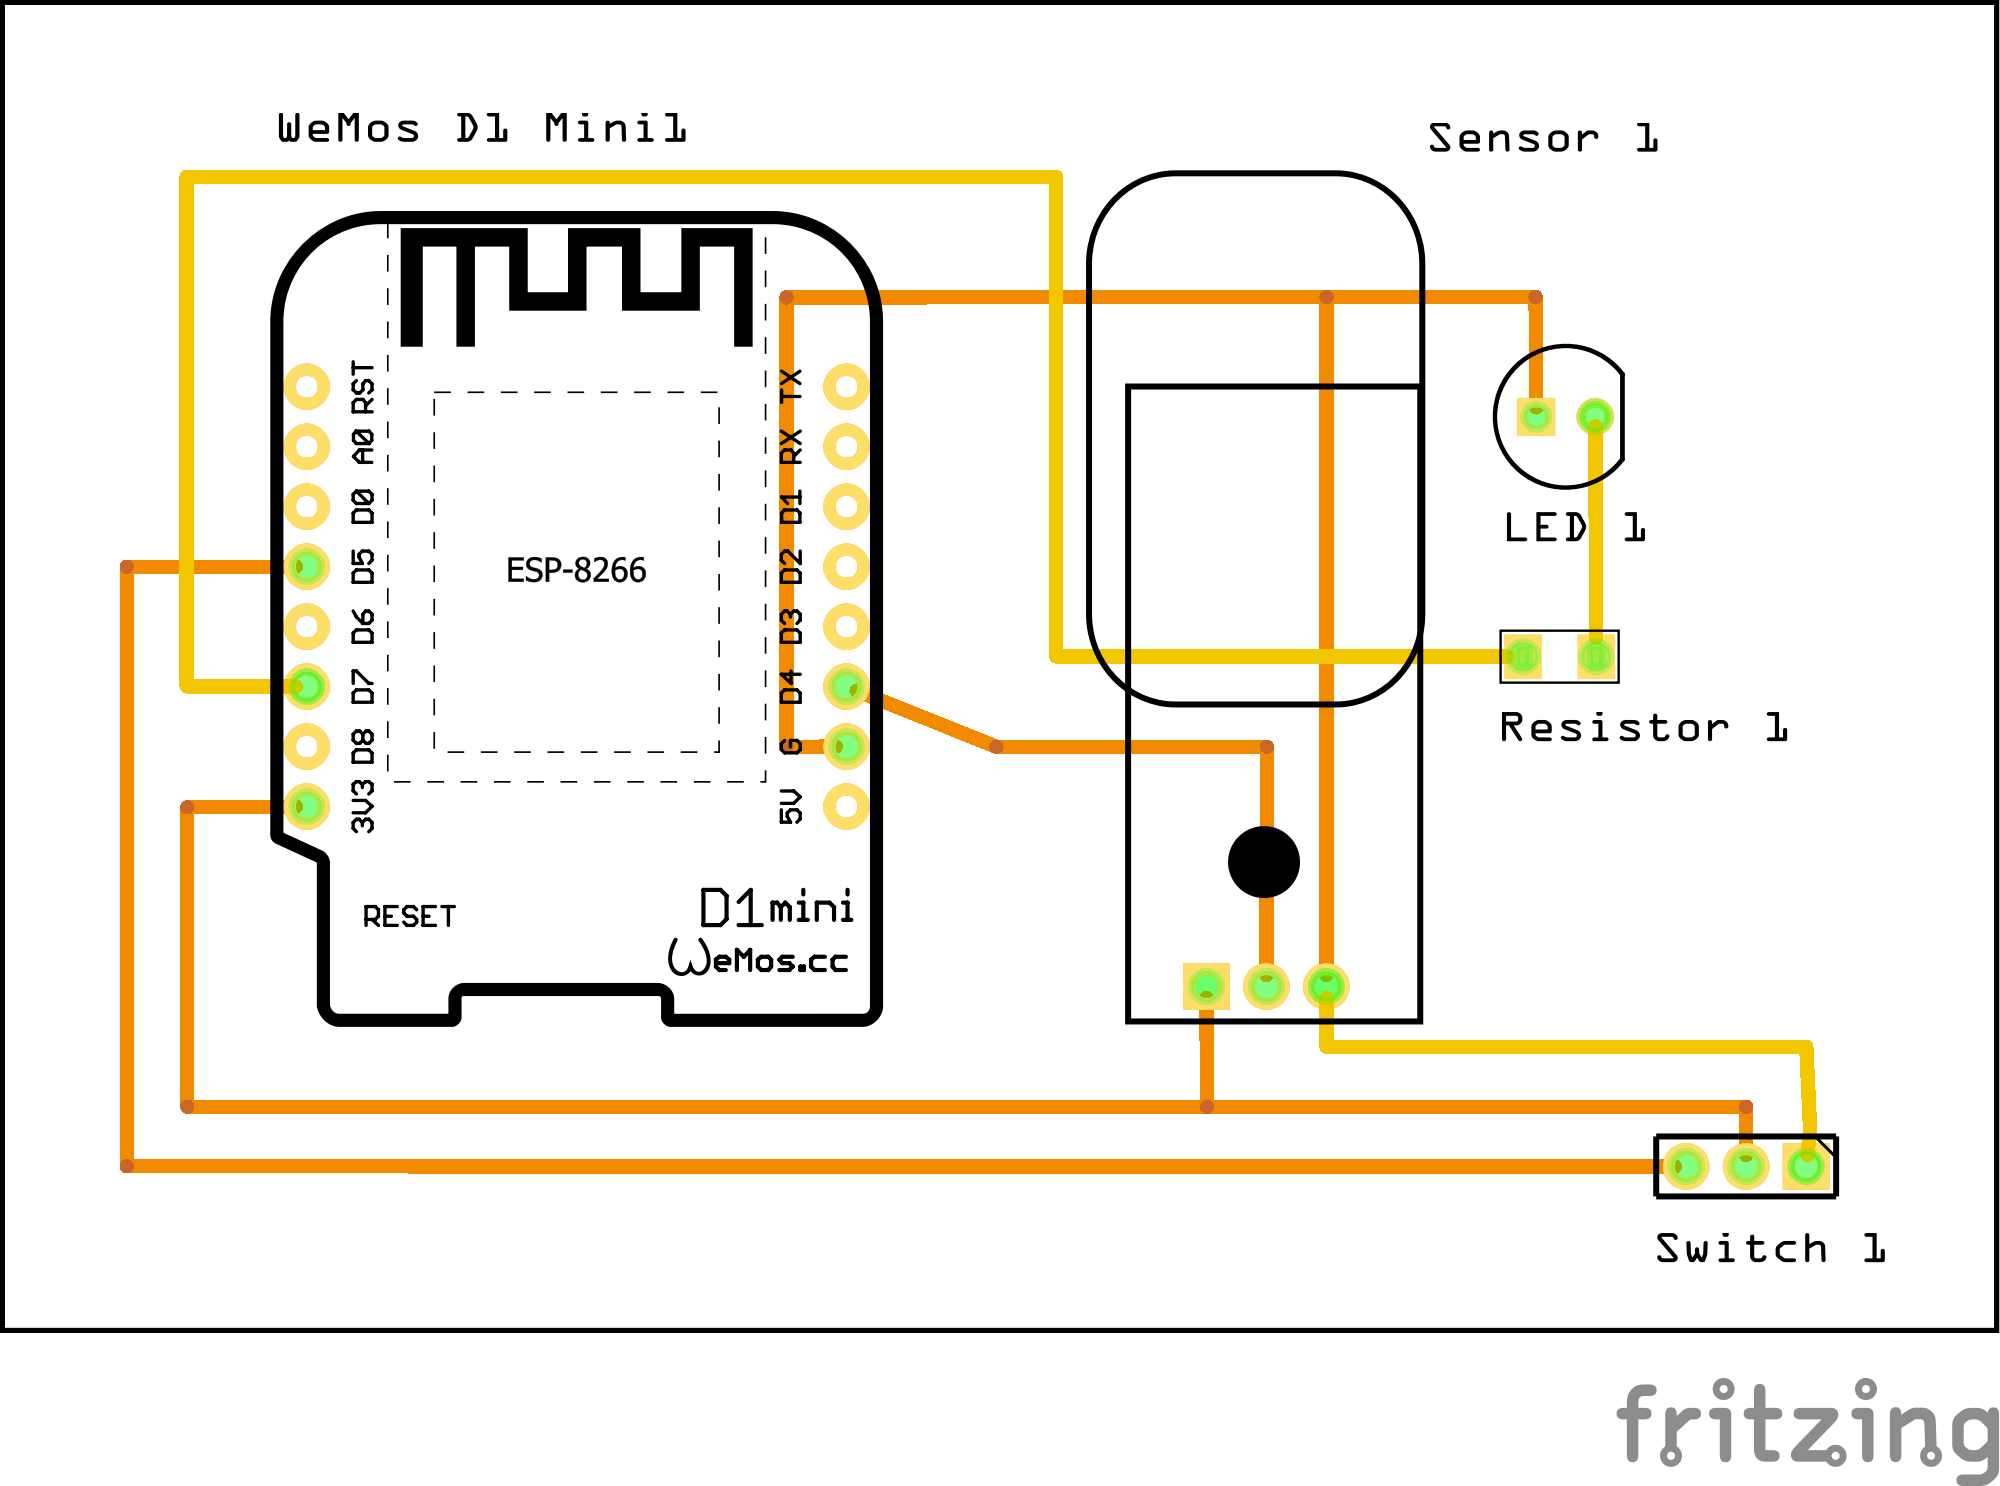 WeMos D1 Mini1
Sensor 1
RST
A0
D0
D5
D6
D7
D8
3V3
TX
RX
D1
D2
D3
D4
G
5V
ESP-8266
LED 1
Resistor 1
RESET
D1mini
WeMos.cc
Switch 1
fritzing